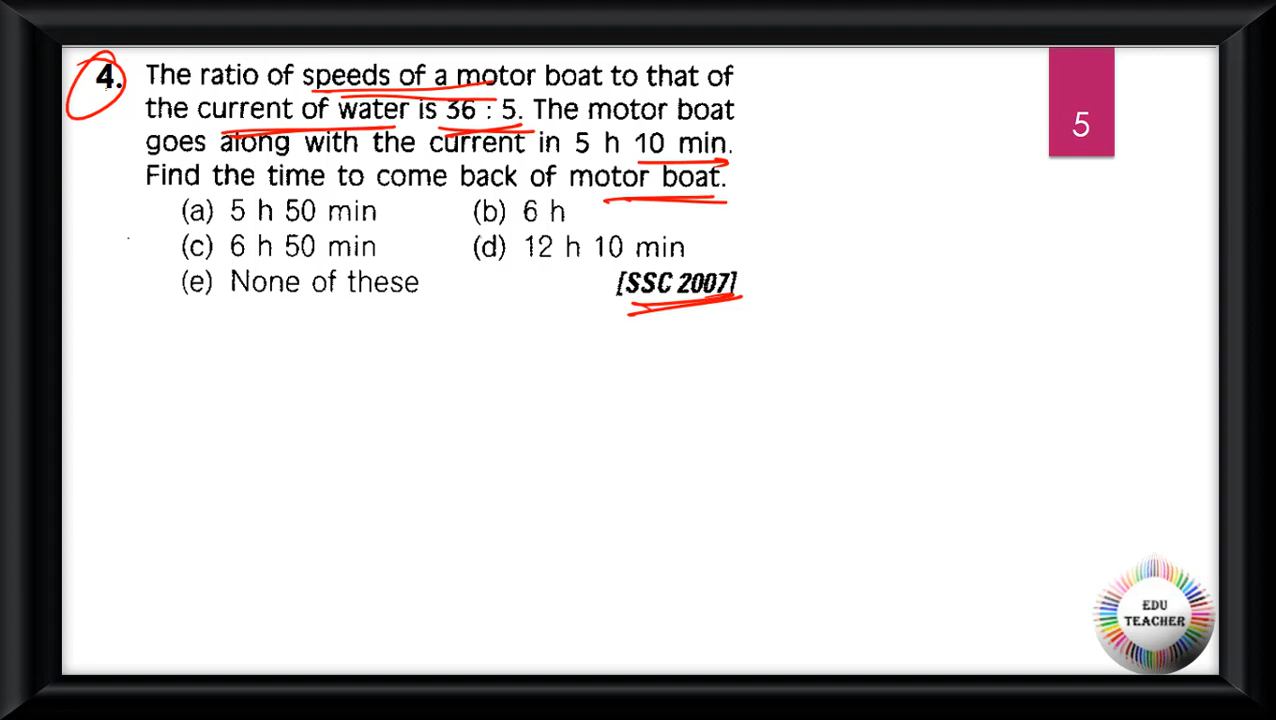 4. The ratio of speeds of a motor boat to that of
the current of water is 36 : 5. The motor boat
goes along with the current in 5 h 10 min.
Find the time to come back of motor boat.
(a) 5 h 50 min (b) 6 h
(c) 6 h 50 min (d) 12 h 10 min
(e) None of these [SSC 2007]
5
EDU
TEACHER